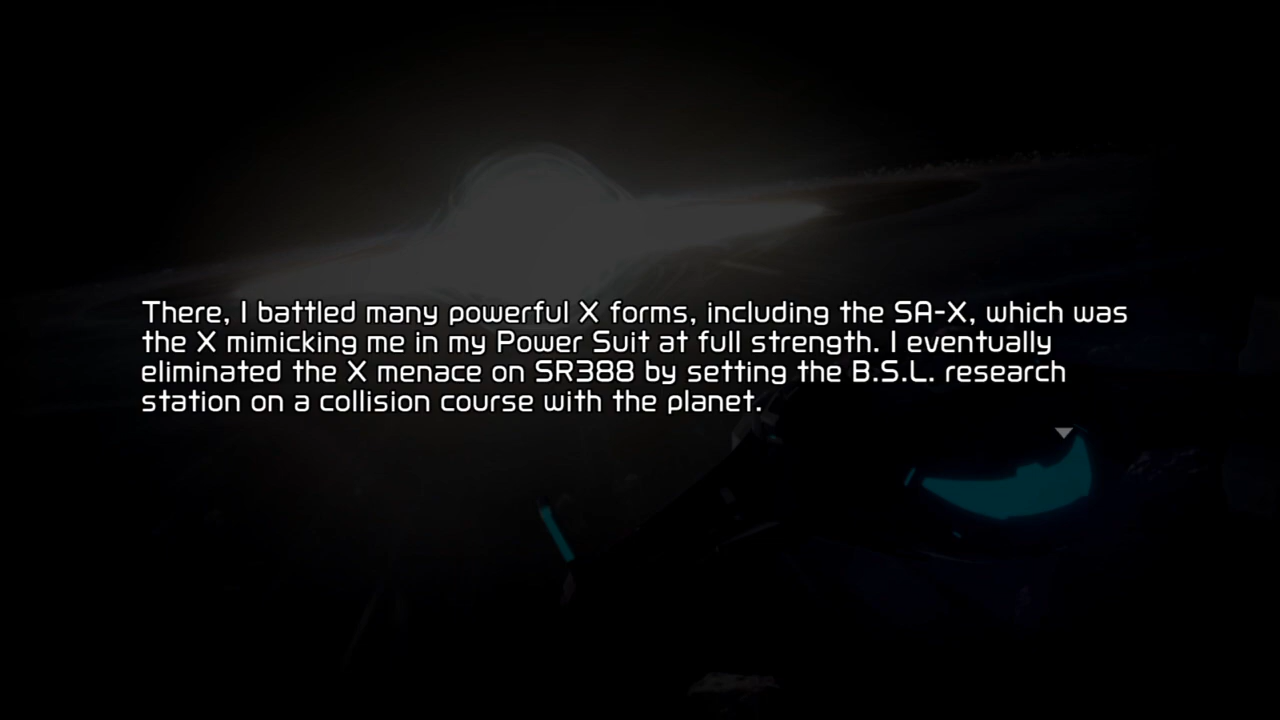 There, I battled many powerful X forms, including the SA-X, which was
the X mimicking me in my Power Suit at full strength. I eventually
eliminated the X menace on SR388 by setting the B.S.L. research
station on a collision course with the planet.